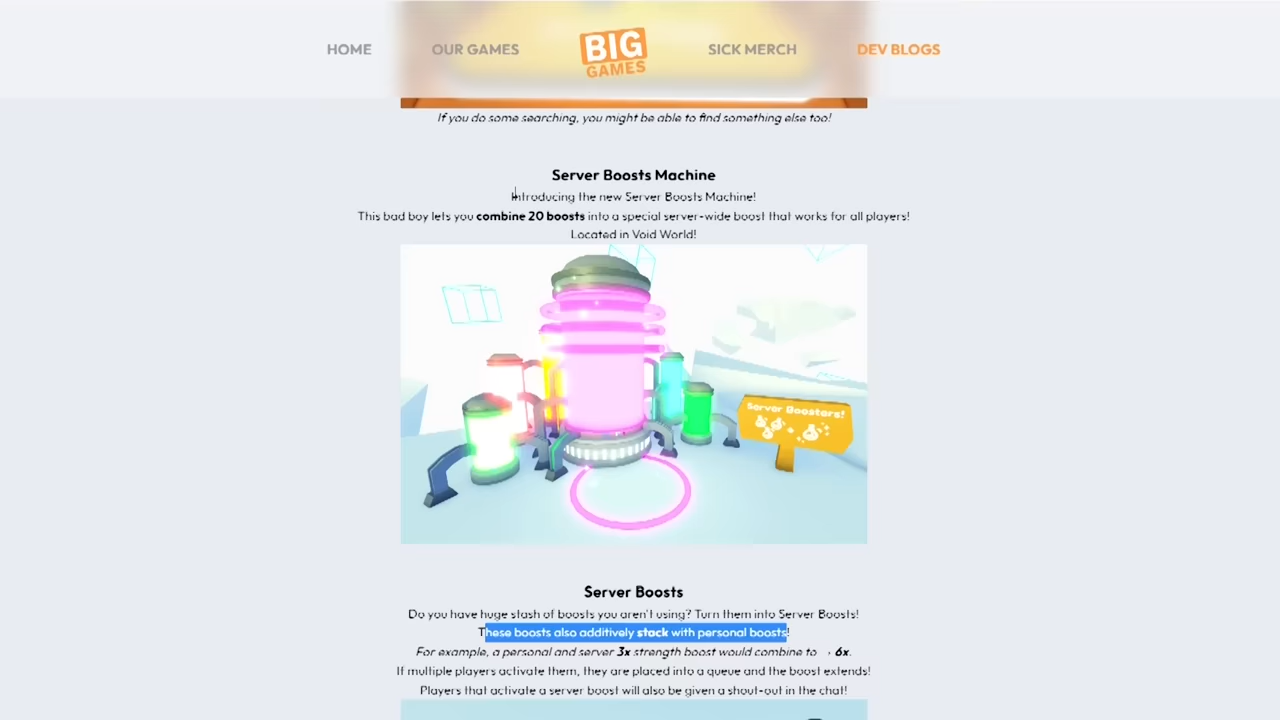 HOME
OUR GAMES
BIG
GAMES
SICK MERCH
DEV BLOGS
If you do some searching, you might be able to find something else too!
Server Boosts Machine
Introducing the new Server Boosts Machine!
This bad boy lets you combine 20 boosts into a special server-wide boost that works for all players!
Located in Void World!
Server Boosters!
Server Boosts
Do you have huge stash of boosts you aren't using? Turn them into Server Boosts!
These boosts also additively stack with personal boosts!
For example, a personal and server 3x strength boost would combine to → 6x.
If multiple players activate them, they are placed into a queue and the boost extends!
Players that activate a server boost will also be given a shout-out in the chat!